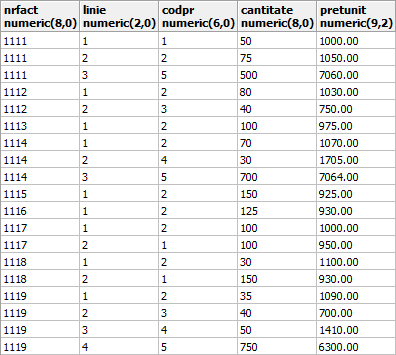 nrfact linie codpr cantitate pretunit
numeric(8,0) numeric(2,0) numeric(6,0) numeric(8,0) numeric(9,2)
1111 1 1 50 1000.00
1111 2 2 75 1050.00
1111 3 5 500 7060.00
1112 1 2 80 1030.00
1112 2 3 40 750.00
1113 1 2 100 975.00
1114 1 2 70 1070.00
1114 2 4 30 1705.00
1114 3 5 700 7064.00
1115 1 2 150 925.00
1116 1 2 125 930.00
1117 1 2 100 1000.00
1117 2 1 100 950.00
1118 1 2 30 1100.00
1118 2 1 150 930.00
1119 1 2 35 1090.00
1119 2 3 40 700.00
1119 3 4 50 1410.00
1119 4 5 750 6300.00